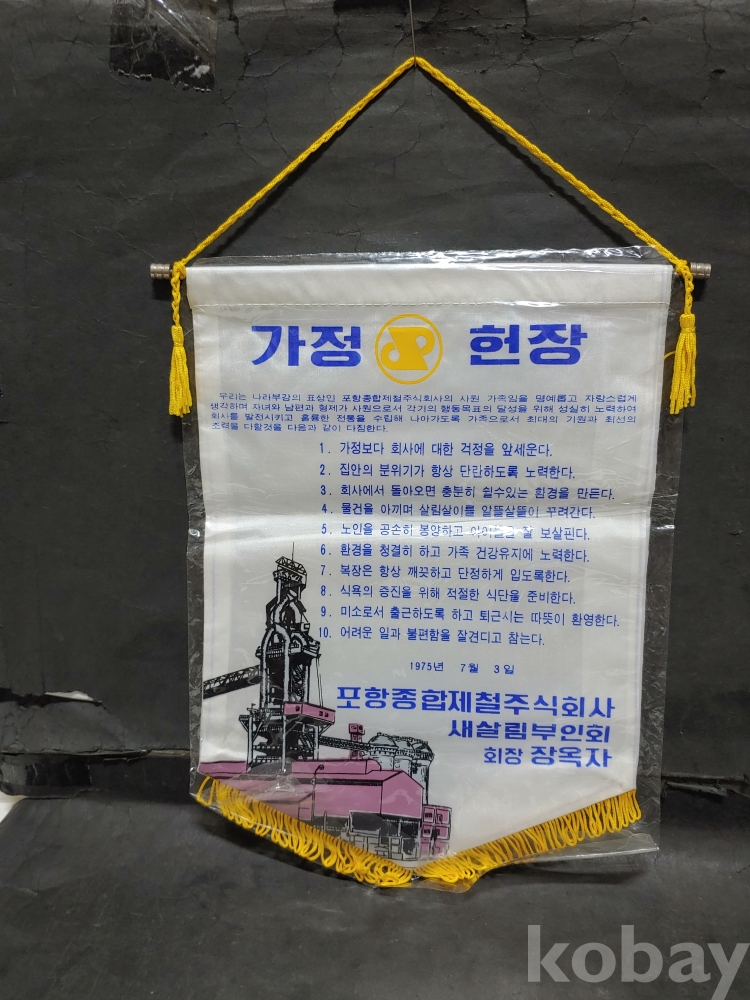 가정 헌장
우리는 나라부강의 표상인 포항종합제철주식회사의 사원 가족임을 명예롭고 자랑스럽게
생각하며 자녀와 남편과 형제가 사원으로서 각기의 행동목표의 달성을 위해 성실히 노력하여
회사를 발전시키고 훌륭한 전통을 수립해 나아가도록 가족으로서 최대의 기원과 최선의
조력을 다할것을 다음과 같이 다짐한다.
1. 가정보다 회사에 대한 걱정을 앞세운다.
2. 집안의 분위기가 항상 단란하도록 노력한다.
3. 회사에서 돌아오면 충분히 쉴수있는 환경을 만든다.
4. 물건을 아끼며 살림살이를 알뜰살뜰이 꾸려간다.
5. 노인을 공손히 봉양하고 잘 보살핀다.
6. 환경을 청결히 하고 가족 건강유지에 노력한다.
7. 복장은 항상 깨끗하고 단정하게 입도록한다.
8. 식욕의 증진을 위해 적절한 식단을 준비한다.
9. 미소로서 출근하도록 하고 퇴근시는 따뜻이 환영한다.
10. 어려운 일과 불편함을 잘견디고 참는다.
1975년 7월 3일
포항종합제철주식회사
새살림부인회
회장 장옥자
kobay